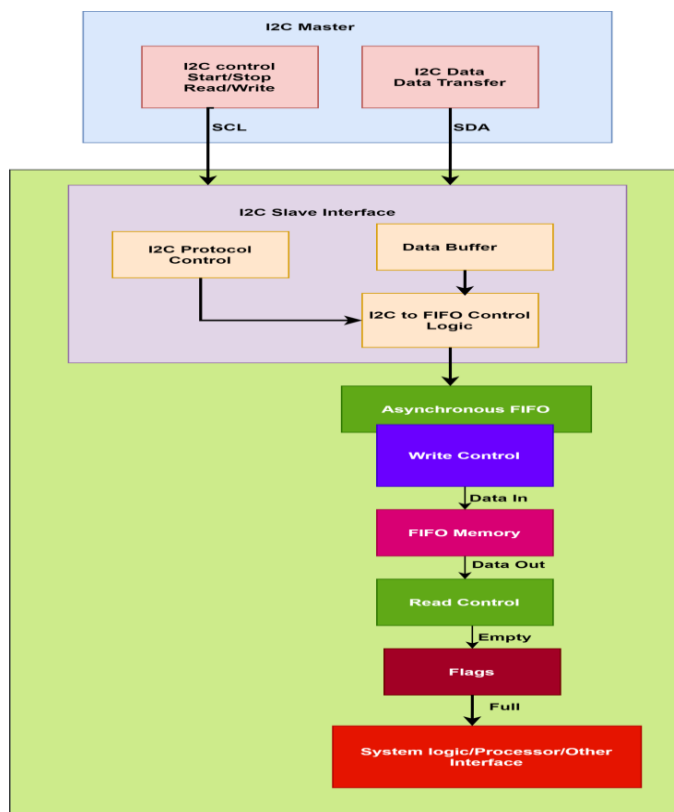 I2C Master
I2C control
Start/Stop
Read/Write
I2C Data
Data Transfer
SCL
SDA
I2C Slave Interface
I2C Protocol
Control
Data Buffer
I2C to FIFO Control
Logic
Asynchronous FIFO
Write Control
Data In
FIFO Memory
Data Out
Read Control
Empty
Flags
Full
System logic/Processor/Other
Interface